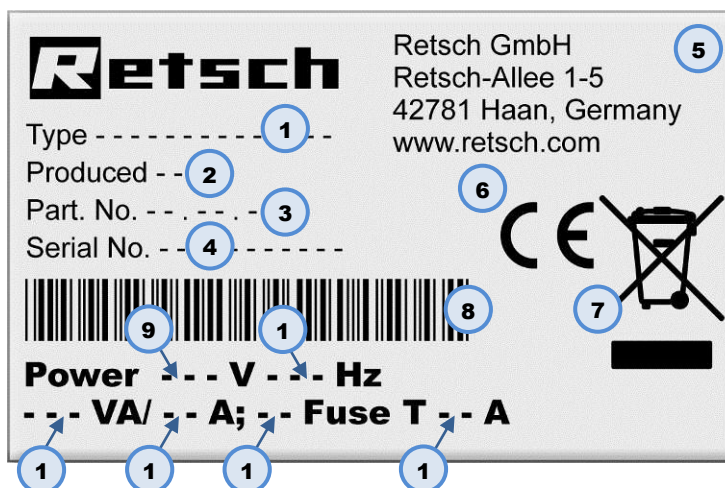 Retsch
Retsch GmbH
Retsch-Allee 1-5
42781 Haan, Germany
www.retsch.com
5
Type - - - - - - - - - - - 1 - -
Produced - - 2
Part. No. - - . - - . - 3
Serial No. - - 4 - - - - - - -
6
CE
7
8
9 1
Power - - - V - - - Hz
- - - VA/ - - A; - - Fuse T - - A
1 1 1 1